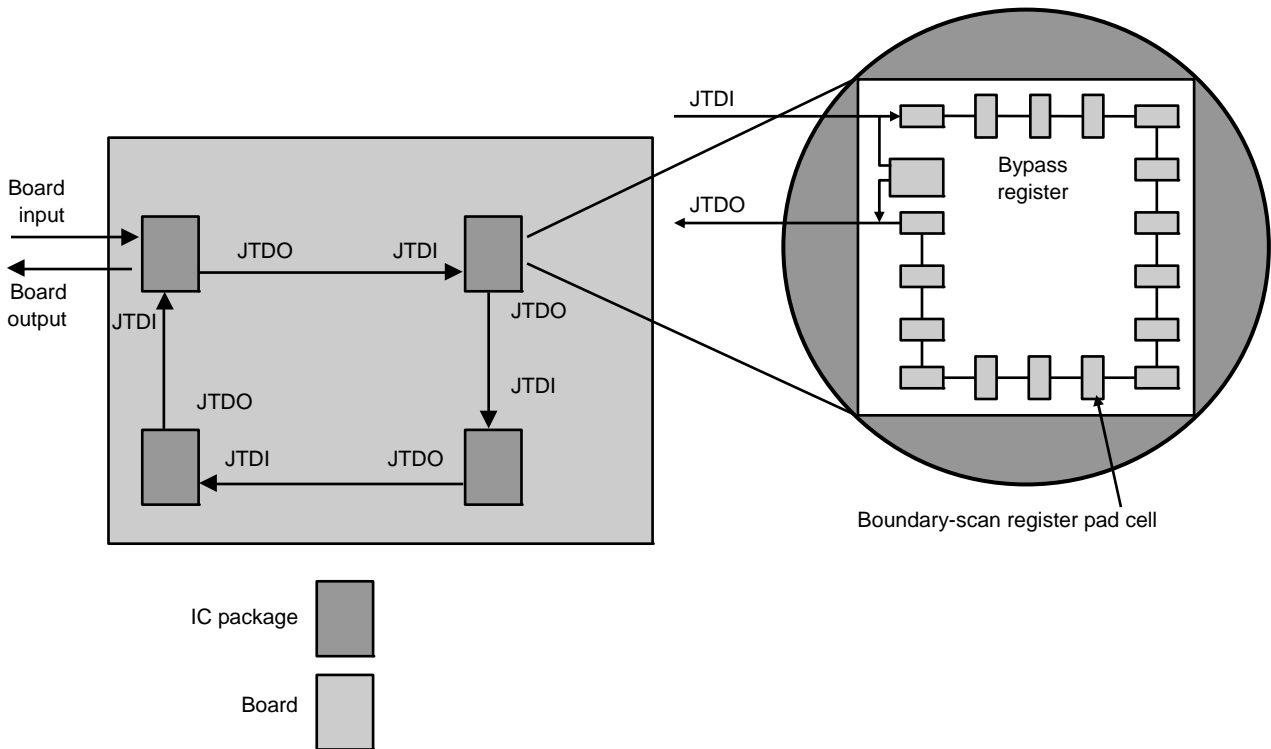 Board
input
Board
output
JTDO
JTDI
JTDI
JTDO
JTDI
JTDO
JTDI
JTDO
JTDI
JTDO
Bypass
register
Boundary-scan register pad cell
IC package
Board